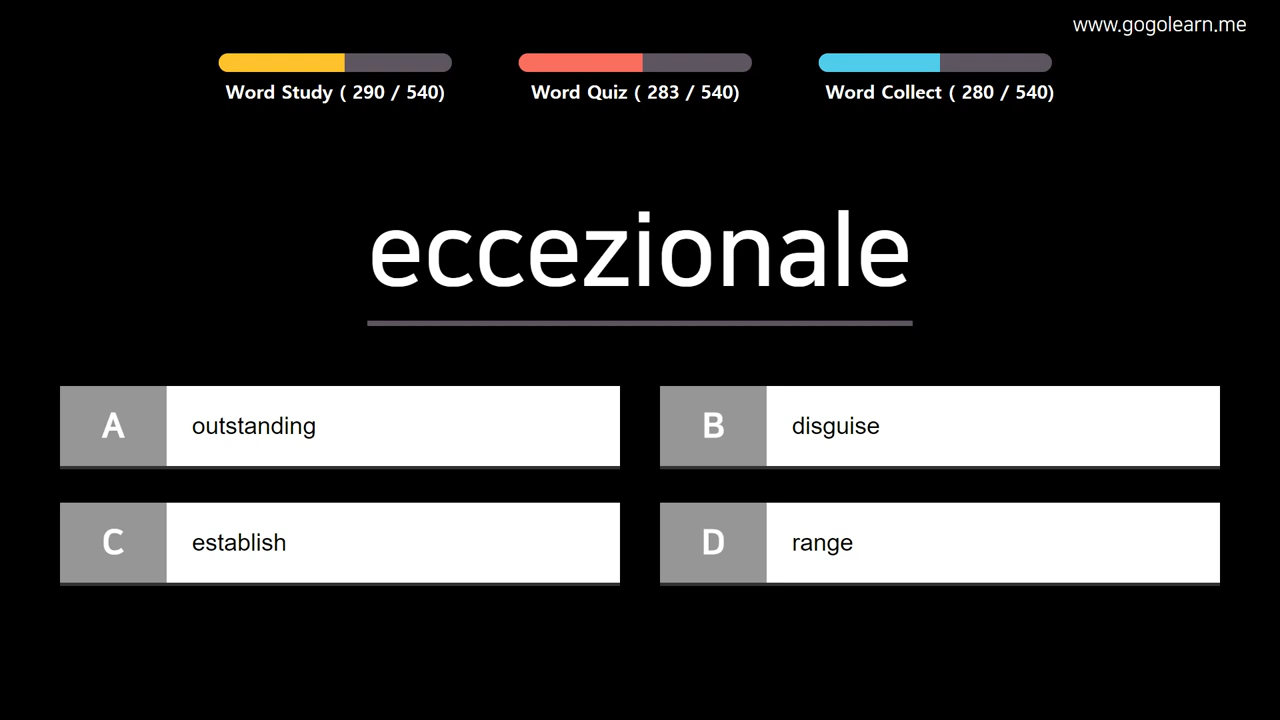 www.gogolearn.me
Word Study ( 290 / 540)
Word Quiz ( 283 / 540)
Word Collect ( 280 / 540)
eccezionale
A outstanding
B disguise
C establish
D range